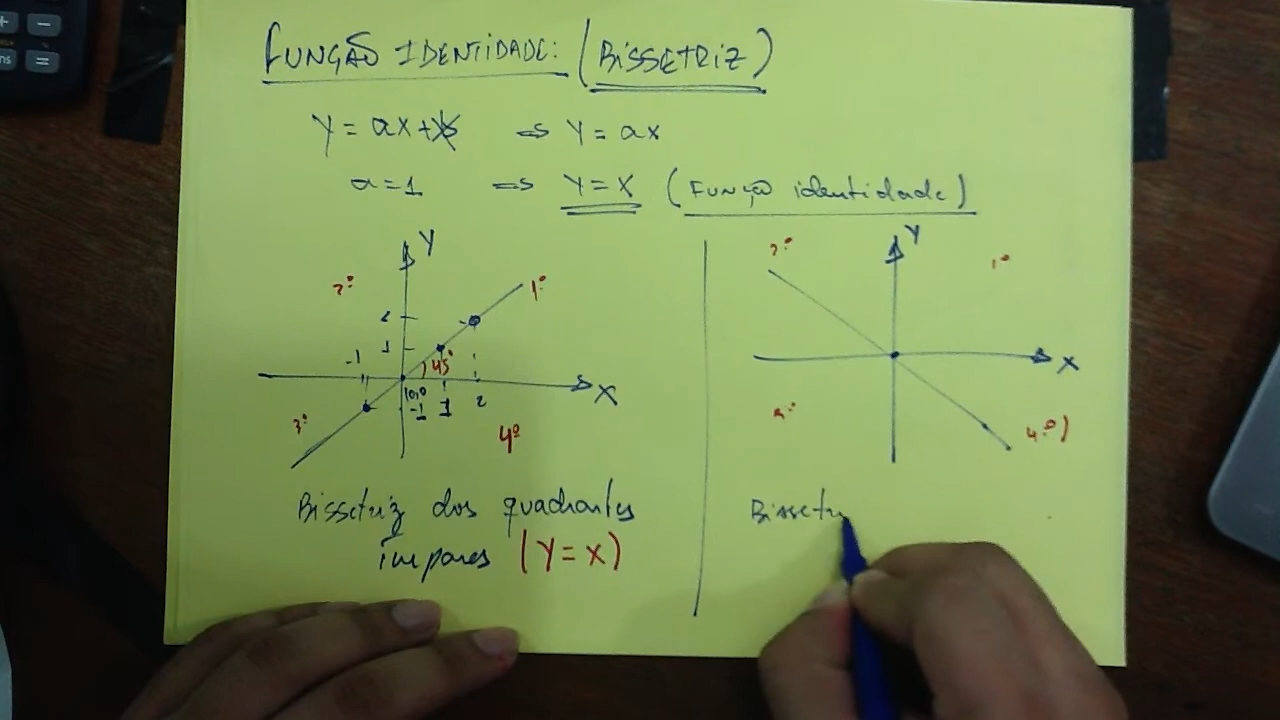 FUNÇÃO IDENTIDADE: (BISSETRIZ)
Y = ax + b ⇒ Y = ax
a = 1 ⇒ Y = X (FUNÇÃO identidade)
Y
2º 1º
2
1
-1 45°
(0,0 1 2 X
-1
3º 4º
Bissetriz dos quadrantes
ímpares (Y = X)
Y
2º 1º
X
4º)
Bissetr